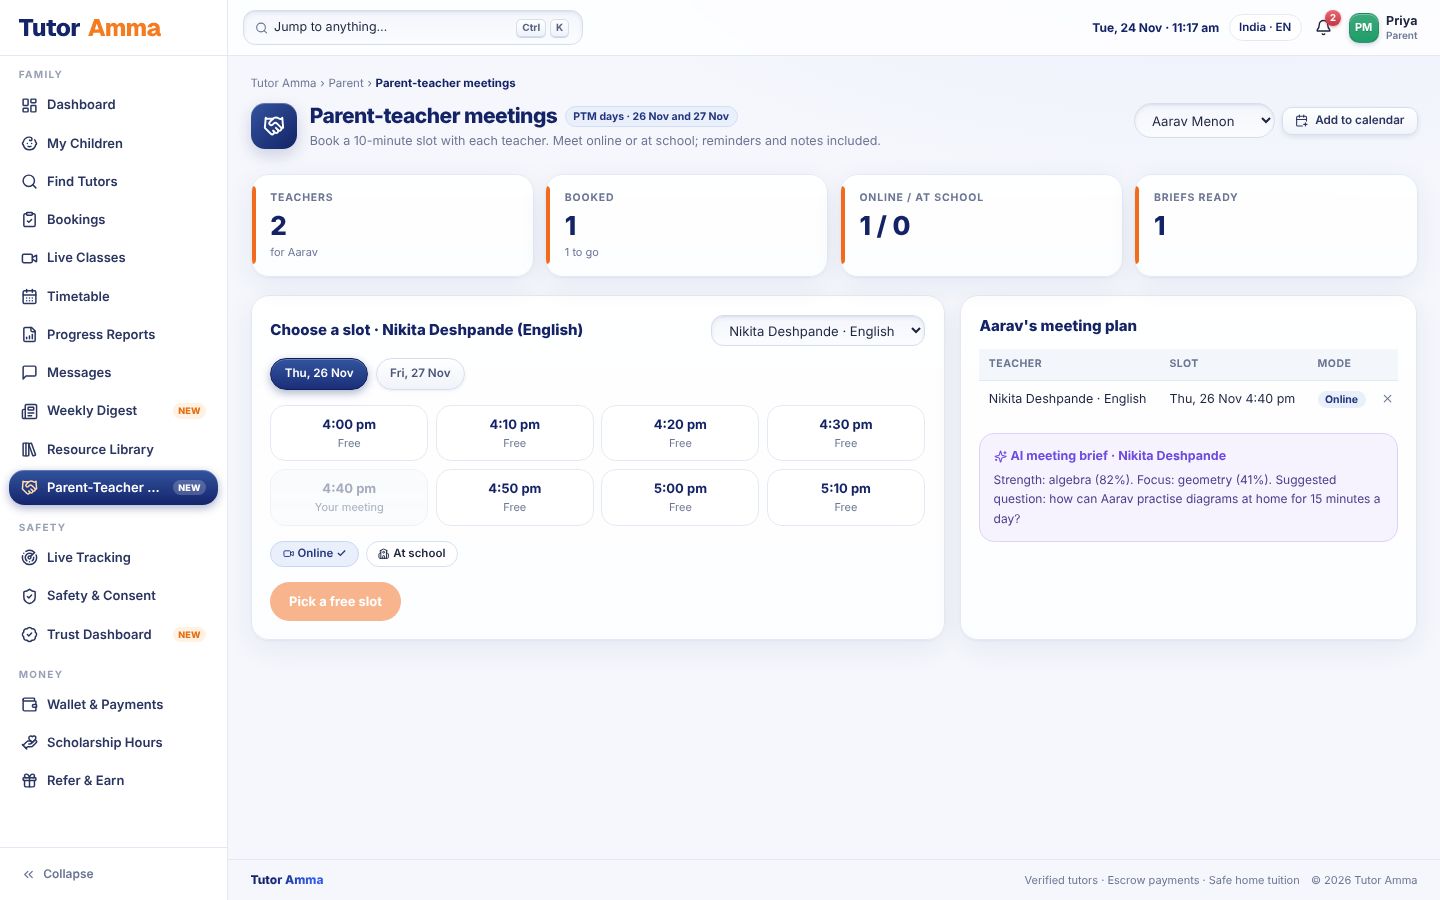 Tutor Amma
Jump to anything...
Ctrl K
Tue, 24 Nov · 11:17 am
India · EN
2
PM
Priya
Parent
FAMILY
Dashboard
My Children
Find Tutors
Bookings
Live Classes
Timetable
Progress Reports
Messages
Weekly Digest NEW
Resource Library
Parent-Teacher ... NEW
SAFETY
Live Tracking
Safety & Consent
Trust Dashboard NEW
MONEY
Wallet & Payments
Scholarship Hours
Refer & Earn
Collapse
Tutor Amma › Parent › Parent-teacher meetings
Parent-teacher meetings PTM days · 26 Nov and 27 Nov
Book a 10-minute slot with each teacher. Meet online or at school; reminders and notes included.
Aarav Menon
Add to calendar
TEACHERS
2
for Aarav
BOOKED
1
1 to go
ONLINE / AT SCHOOL
1 / 0
BRIEFS READY
1
Choose a slot · Nikita Deshpande (English)
Nikita Deshpande · English
Thu, 26 Nov Fri, 27 Nov
4:00 pm 4:10 pm 4:20 pm 4:30 pm
Free Free Free Free
4:40 pm 4:50 pm 5:00 pm 5:10 pm
Your meeting Free Free Free
Online ✓ At school
Pick a free slot
Aarav's meeting plan
TEACHER SLOT MODE
Nikita Deshpande · English Thu, 26 Nov 4:40 pm Online ×
AI meeting brief · Nikita Deshpande
Strength: algebra (82%). Focus: geometry (41%). Suggested
question: how can Aarav practise diagrams at home for 15 minutes a
day?
Tutor Amma
Verified tutors · Escrow payments · Safe home tuition © 2026 Tutor Amma